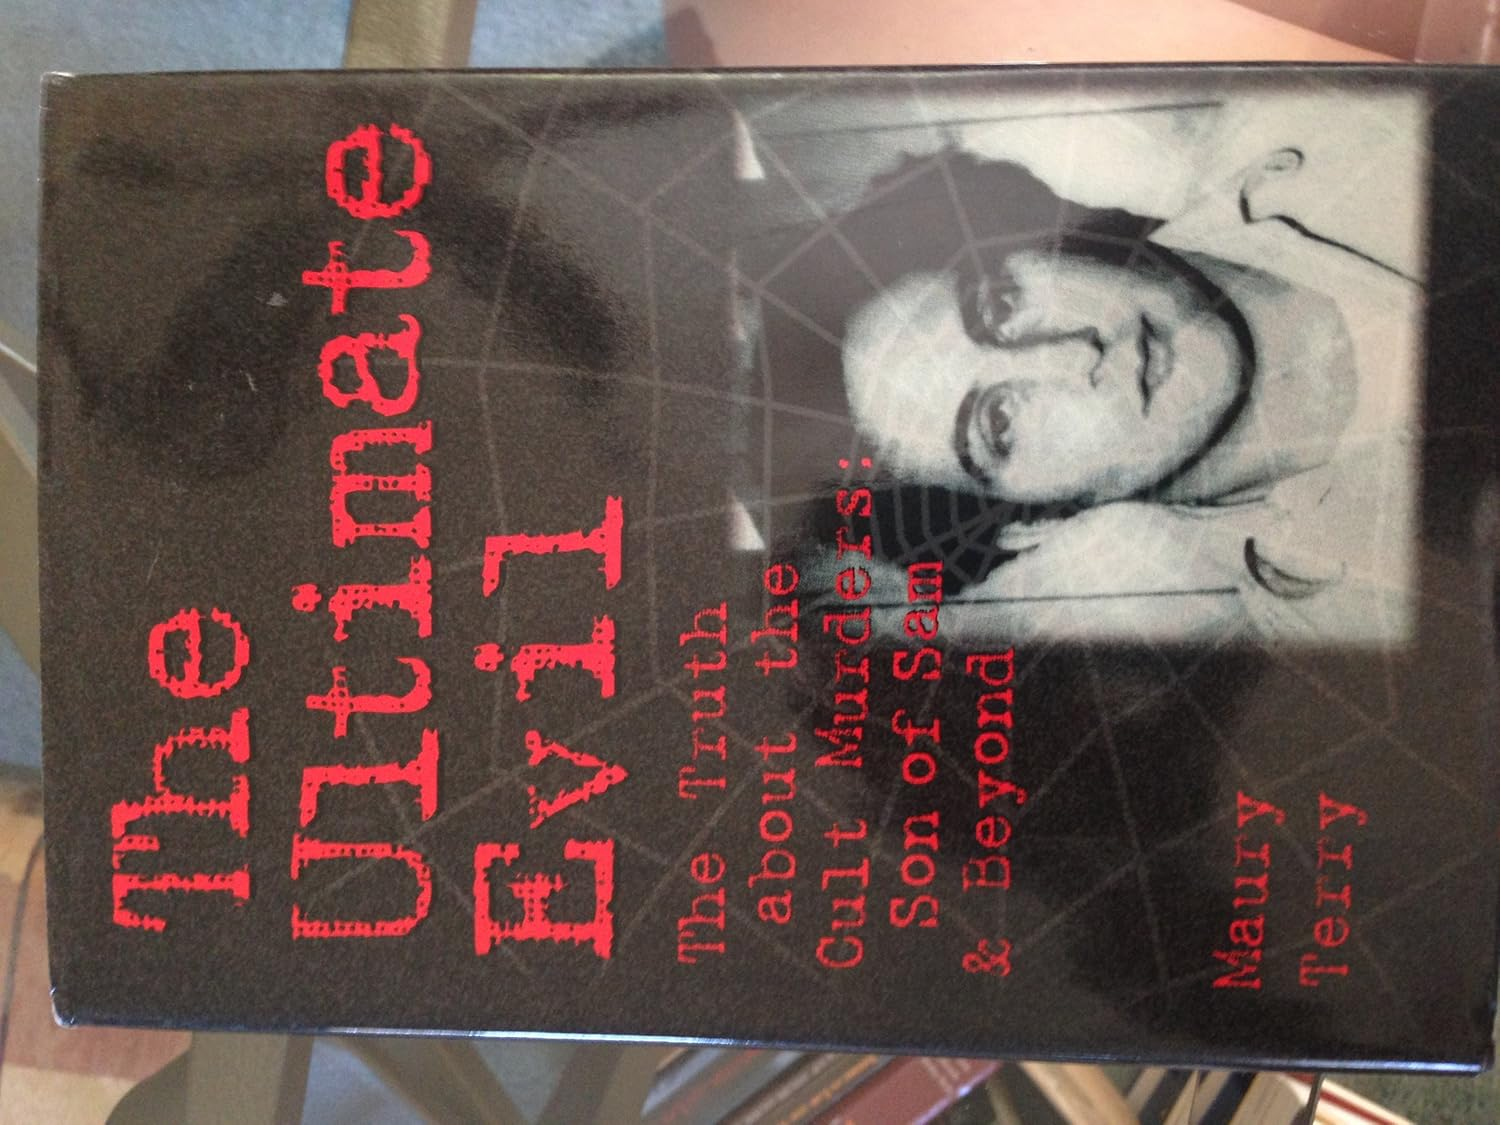 The
Ultimate
Evil
The Truth
about the
Cult Murders:
Son of Sam
& Beyond
Maury
Terry